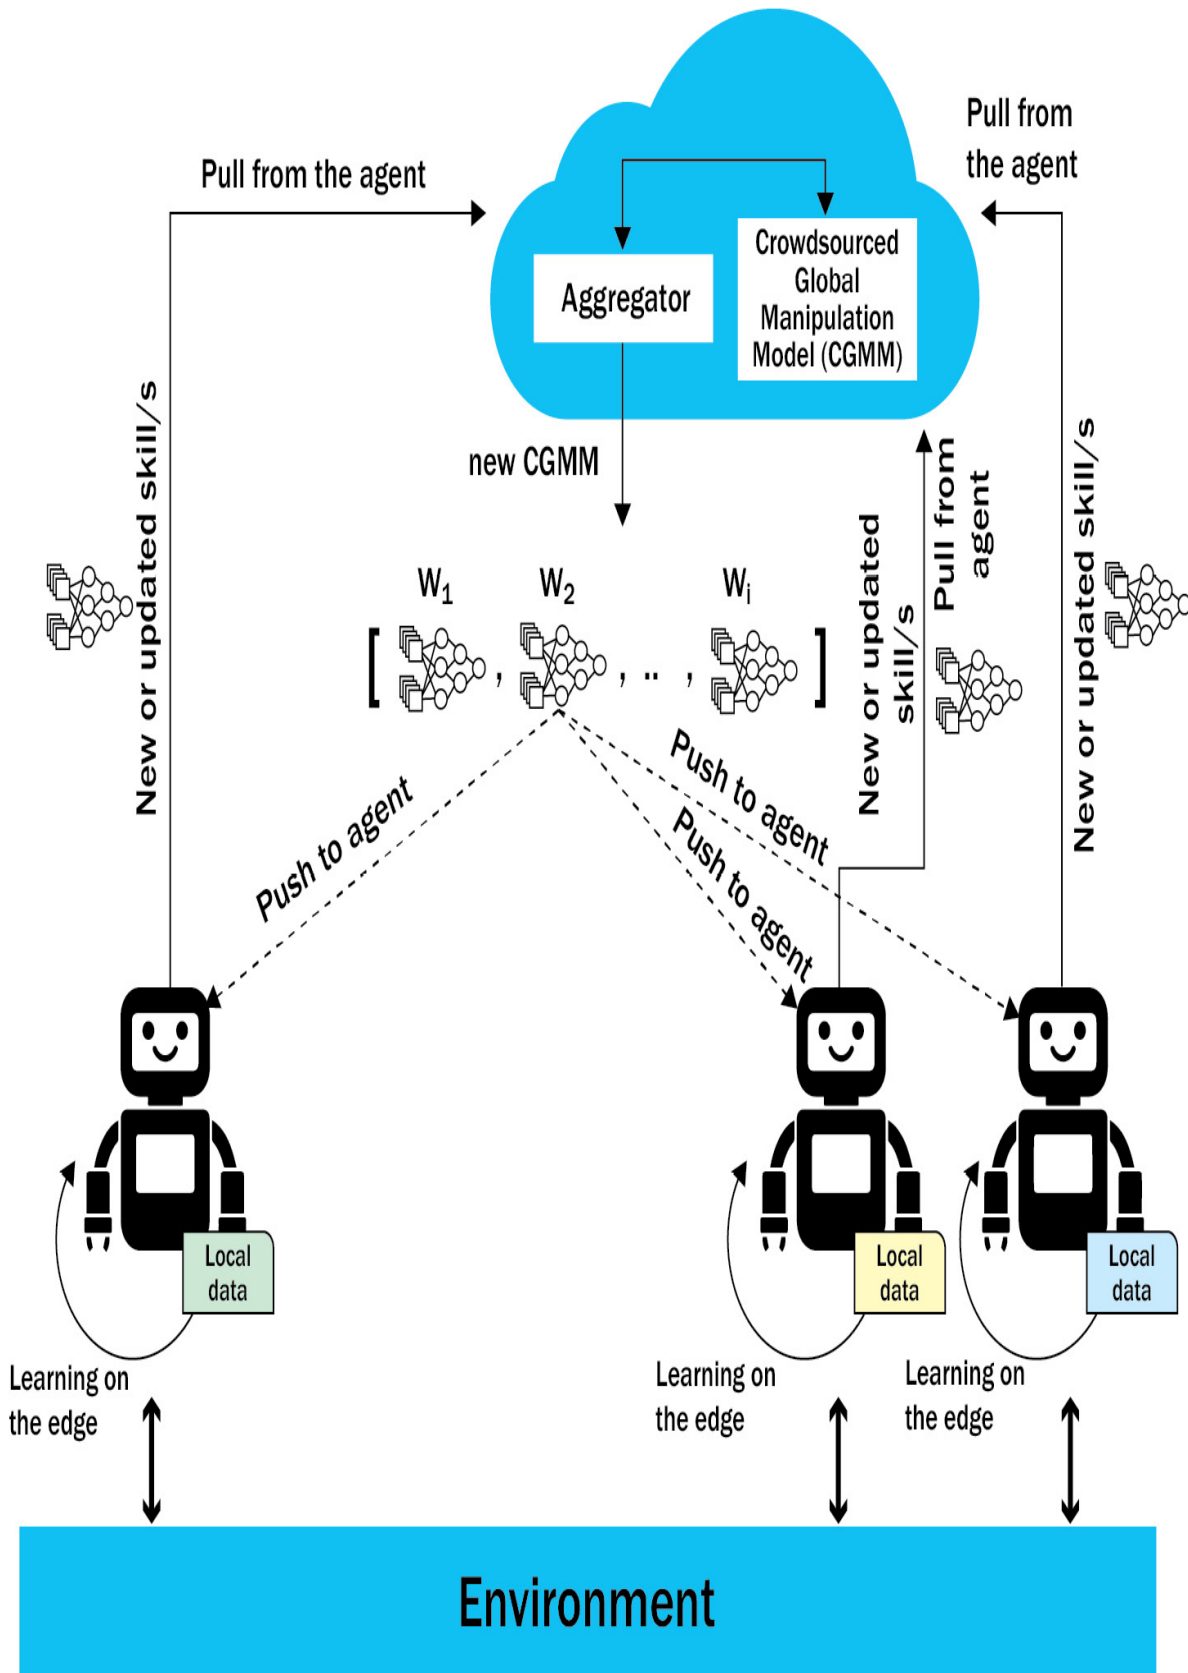 Pull from the agent
Pull from
the agent
Aggregator
Crowdsourced
Global
Manipulation
Model (CGMM)
new CGMM
New or updated skill/s
W1
W2
Wi
[ , , .. , ]
New or updated
skill/s
Pull from
agent
New or updated skill/s
Push to agent
Push to agent
Push to agent
Local
data
Local
data
Local
data
Learning on
the edge
Learning on
the edge
Learning on
the edge
Environment